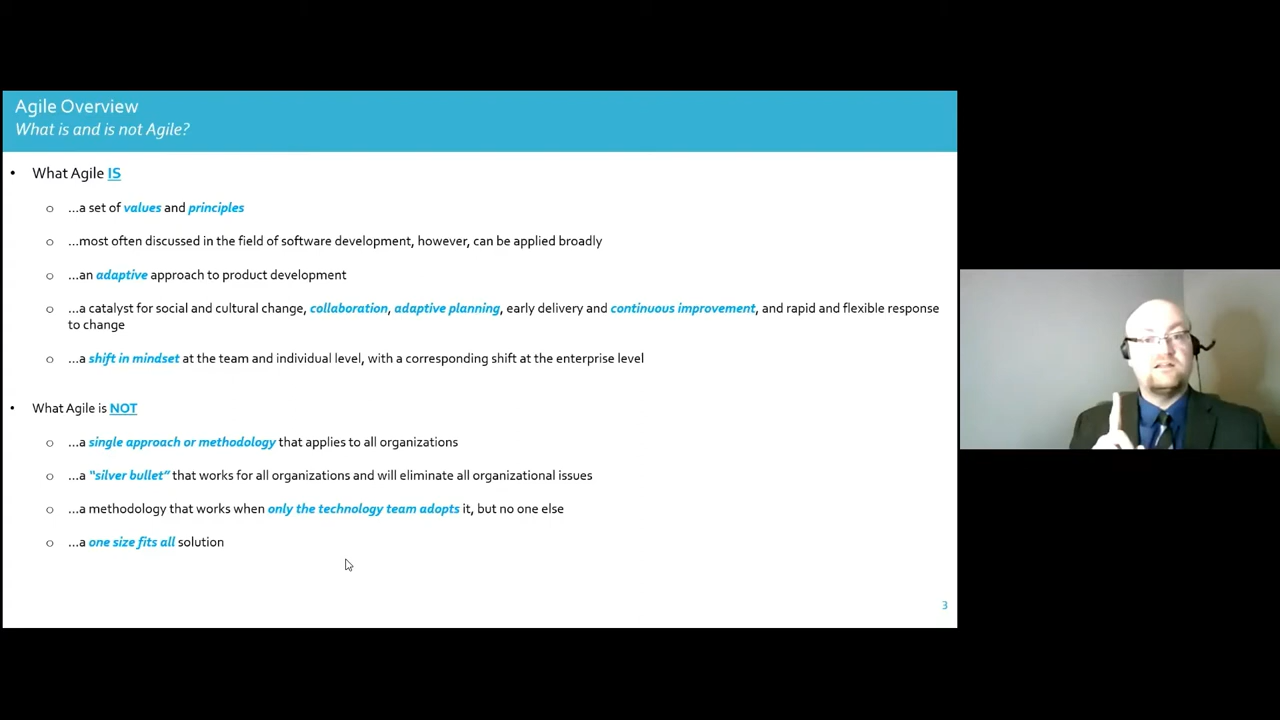 Agile Overview
What is and is not Agile?
• What Agile IS
o …a set of values and principles
o …most often discussed in the field of software development, however, can be applied broadly
o …an adaptive approach to product development
o …a catalyst for social and cultural change, collaboration, adaptive planning, early delivery and continuous improvement, and rapid and flexible response
to change
o …a shift in mindset at the team and individual level, with a corresponding shift at the enterprise level
• What Agile is NOT
o …a single approach or methodology that applies to all organizations
o …a “silver bullet” that works for all organizations and will eliminate all organizational issues
o …a methodology that works when only the technology team adopts it, but no one else
o …a one size fits all solution
3